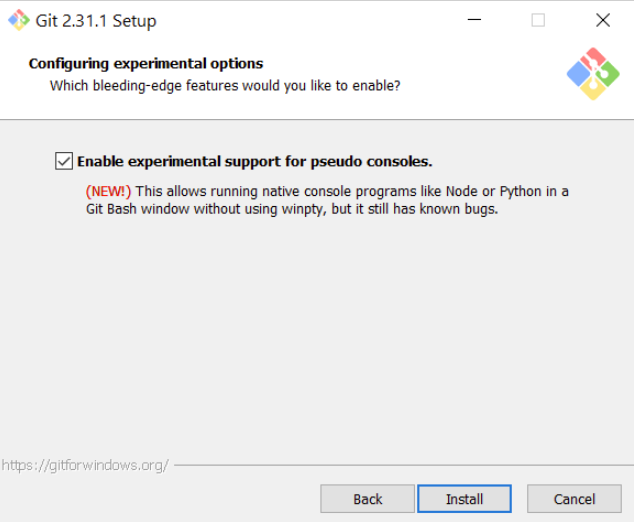 Git 2.31.1 Setup
Configuring experimental options
Which bleeding-edge features would you like to enable?
Enable experimental support for pseudo consoles.
(NEW!) This allows running native console programs like Node or Python in a
Git Bash window without using winpty, but it still has known bugs.
https://gitforwindows.org/
Back Install Cancel